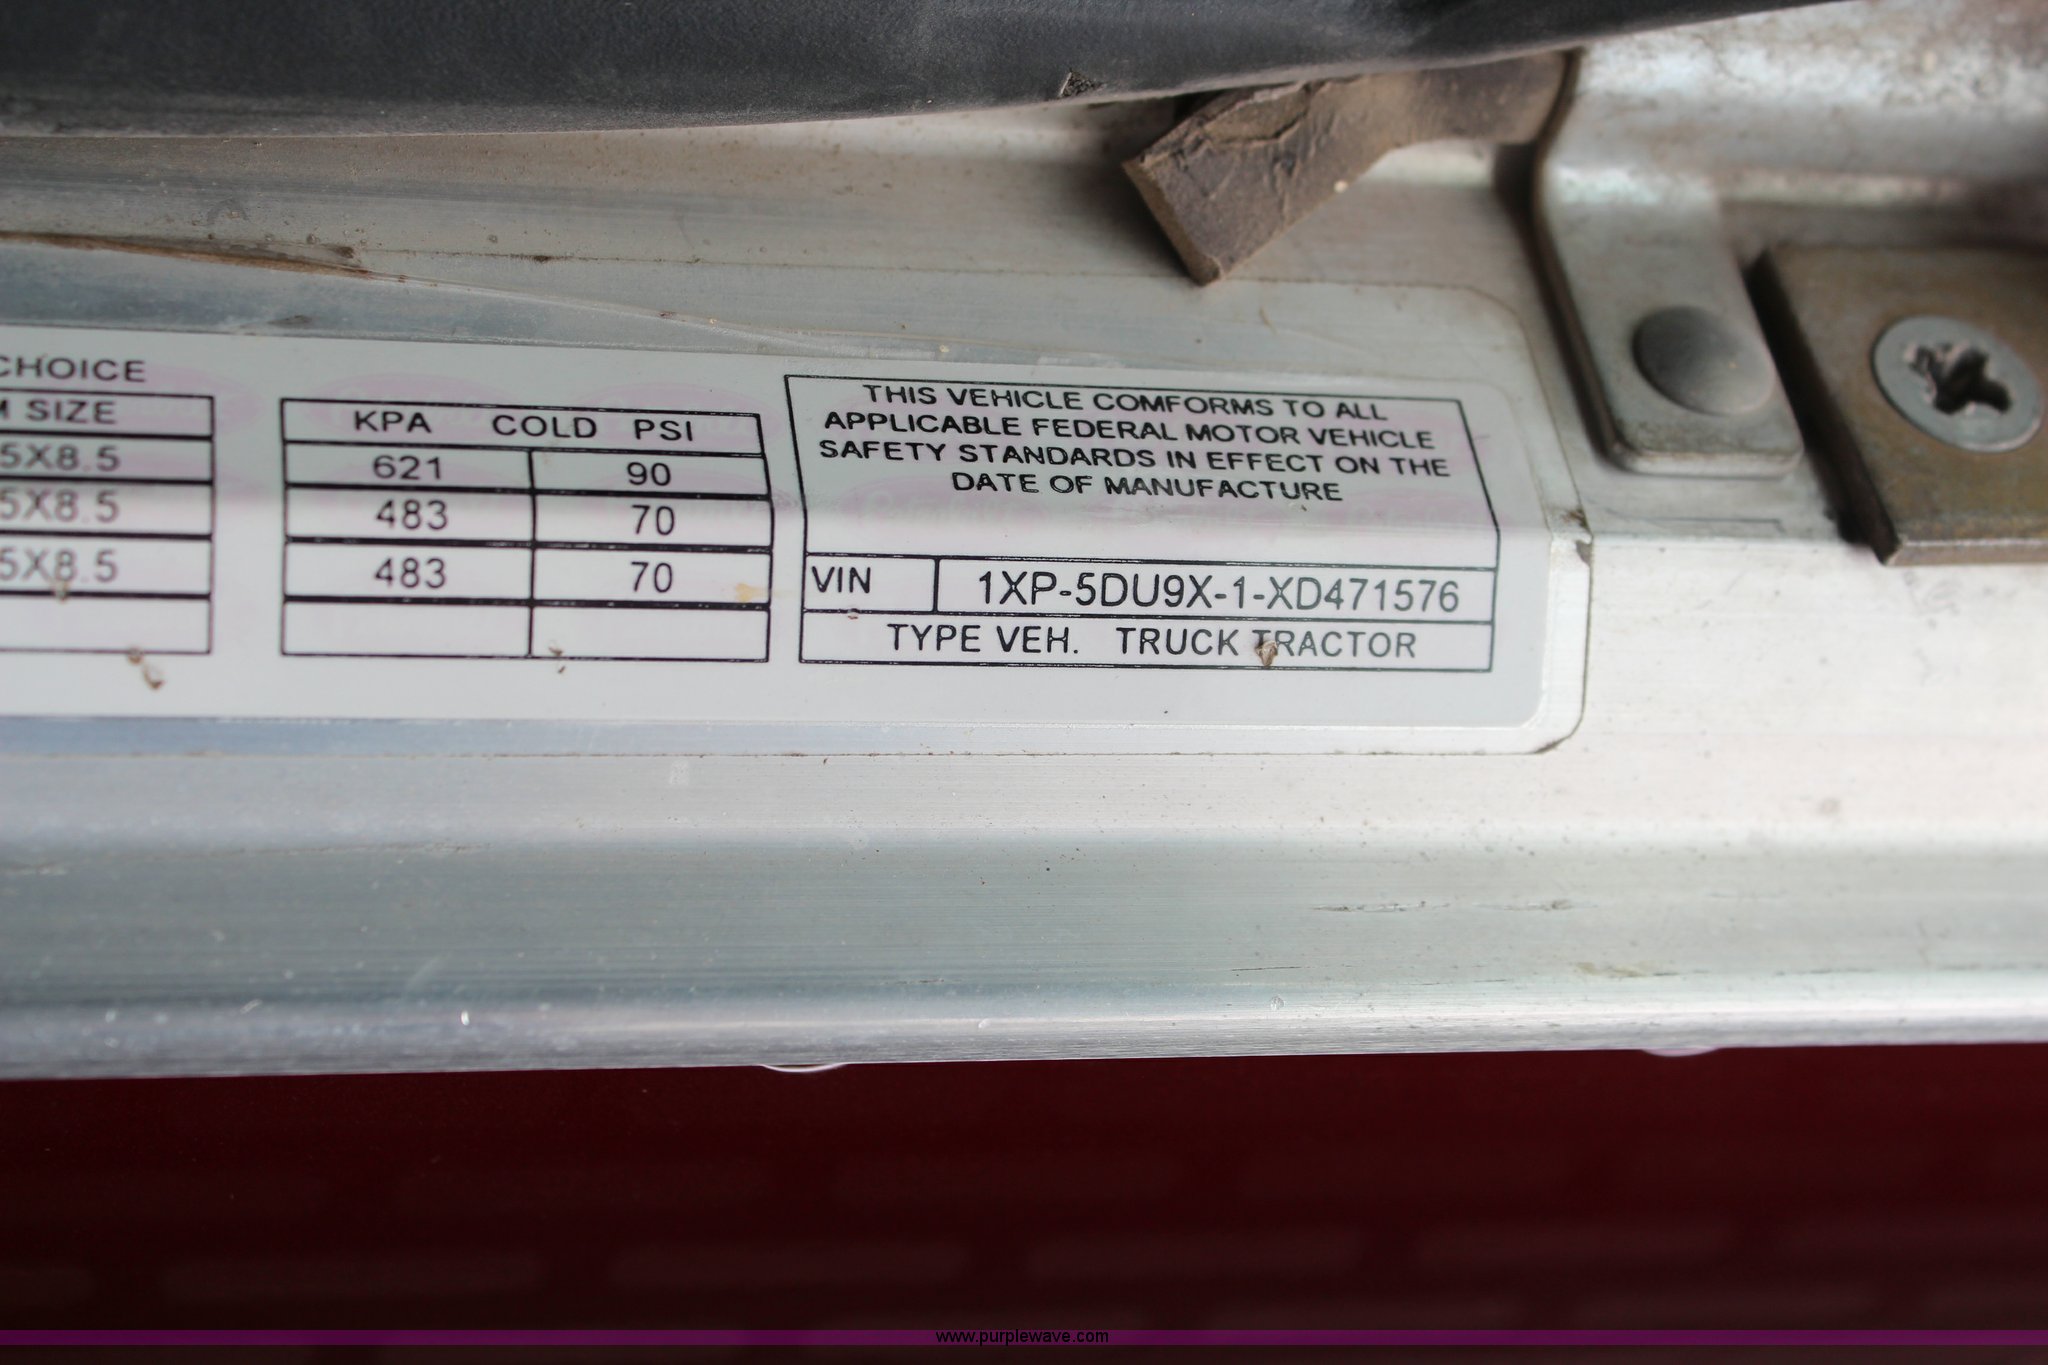 CHOICE
M SIZE
5X8.5
5X8.5
5X8.5
KPA COLD PSI
621 90
483 70
483 70
THIS VEHICLE COMFORMS TO ALL
APPLICABLE FEDERAL MOTOR VEHICLE
SAFETY STANDARDS IN EFFECT ON THE
DATE OF MANUFACTURE
VIN 1XP-5DU9X-1-XD471576
TYPE VEH. TRUCK TRACTOR
www.purplewave.com